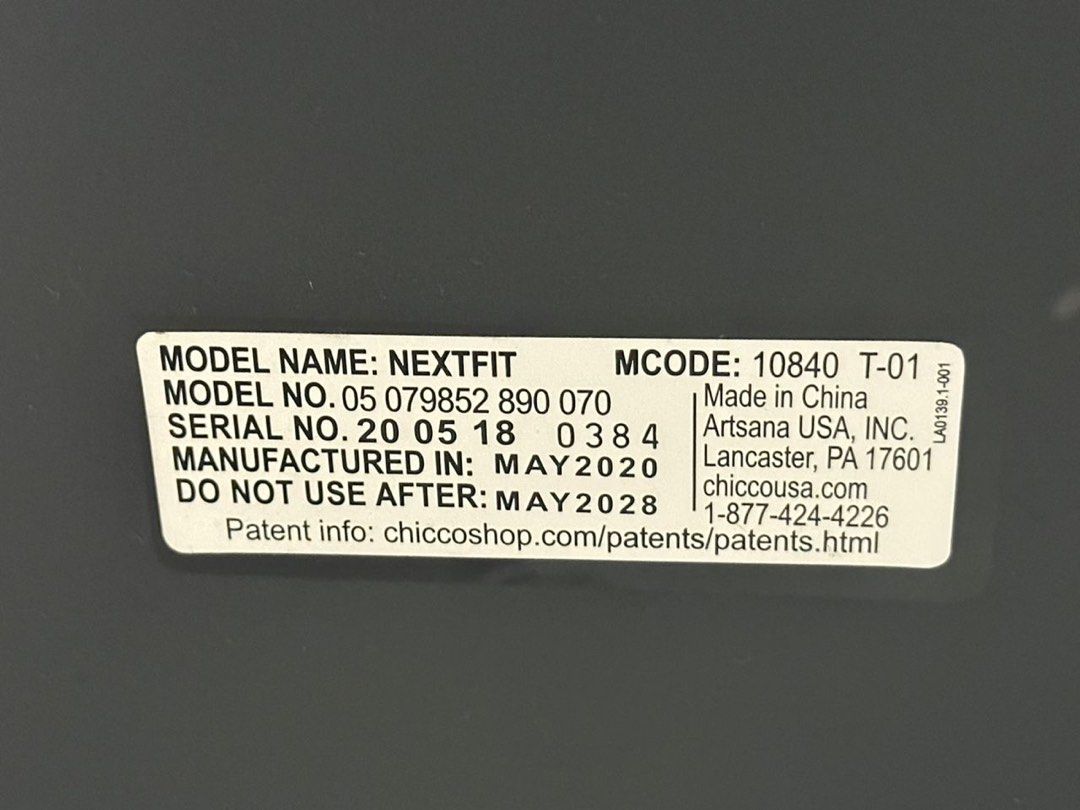 MODEL NAME: NEXTFIT MCODE: 10840 T-01
MODEL NO. 05 079852 890 070
SERIAL NO. 20 05 18 0384
MANUFACTURED IN: MAY2020
DO NOT USE AFTER: MAY2028
Made in China
Artsana USA, INC.
Lancaster, PA 17601
chiccousa.com
1-877-424-4226
LA0139.1-001
Patent info: chiccoshop.com/patents/patents.html